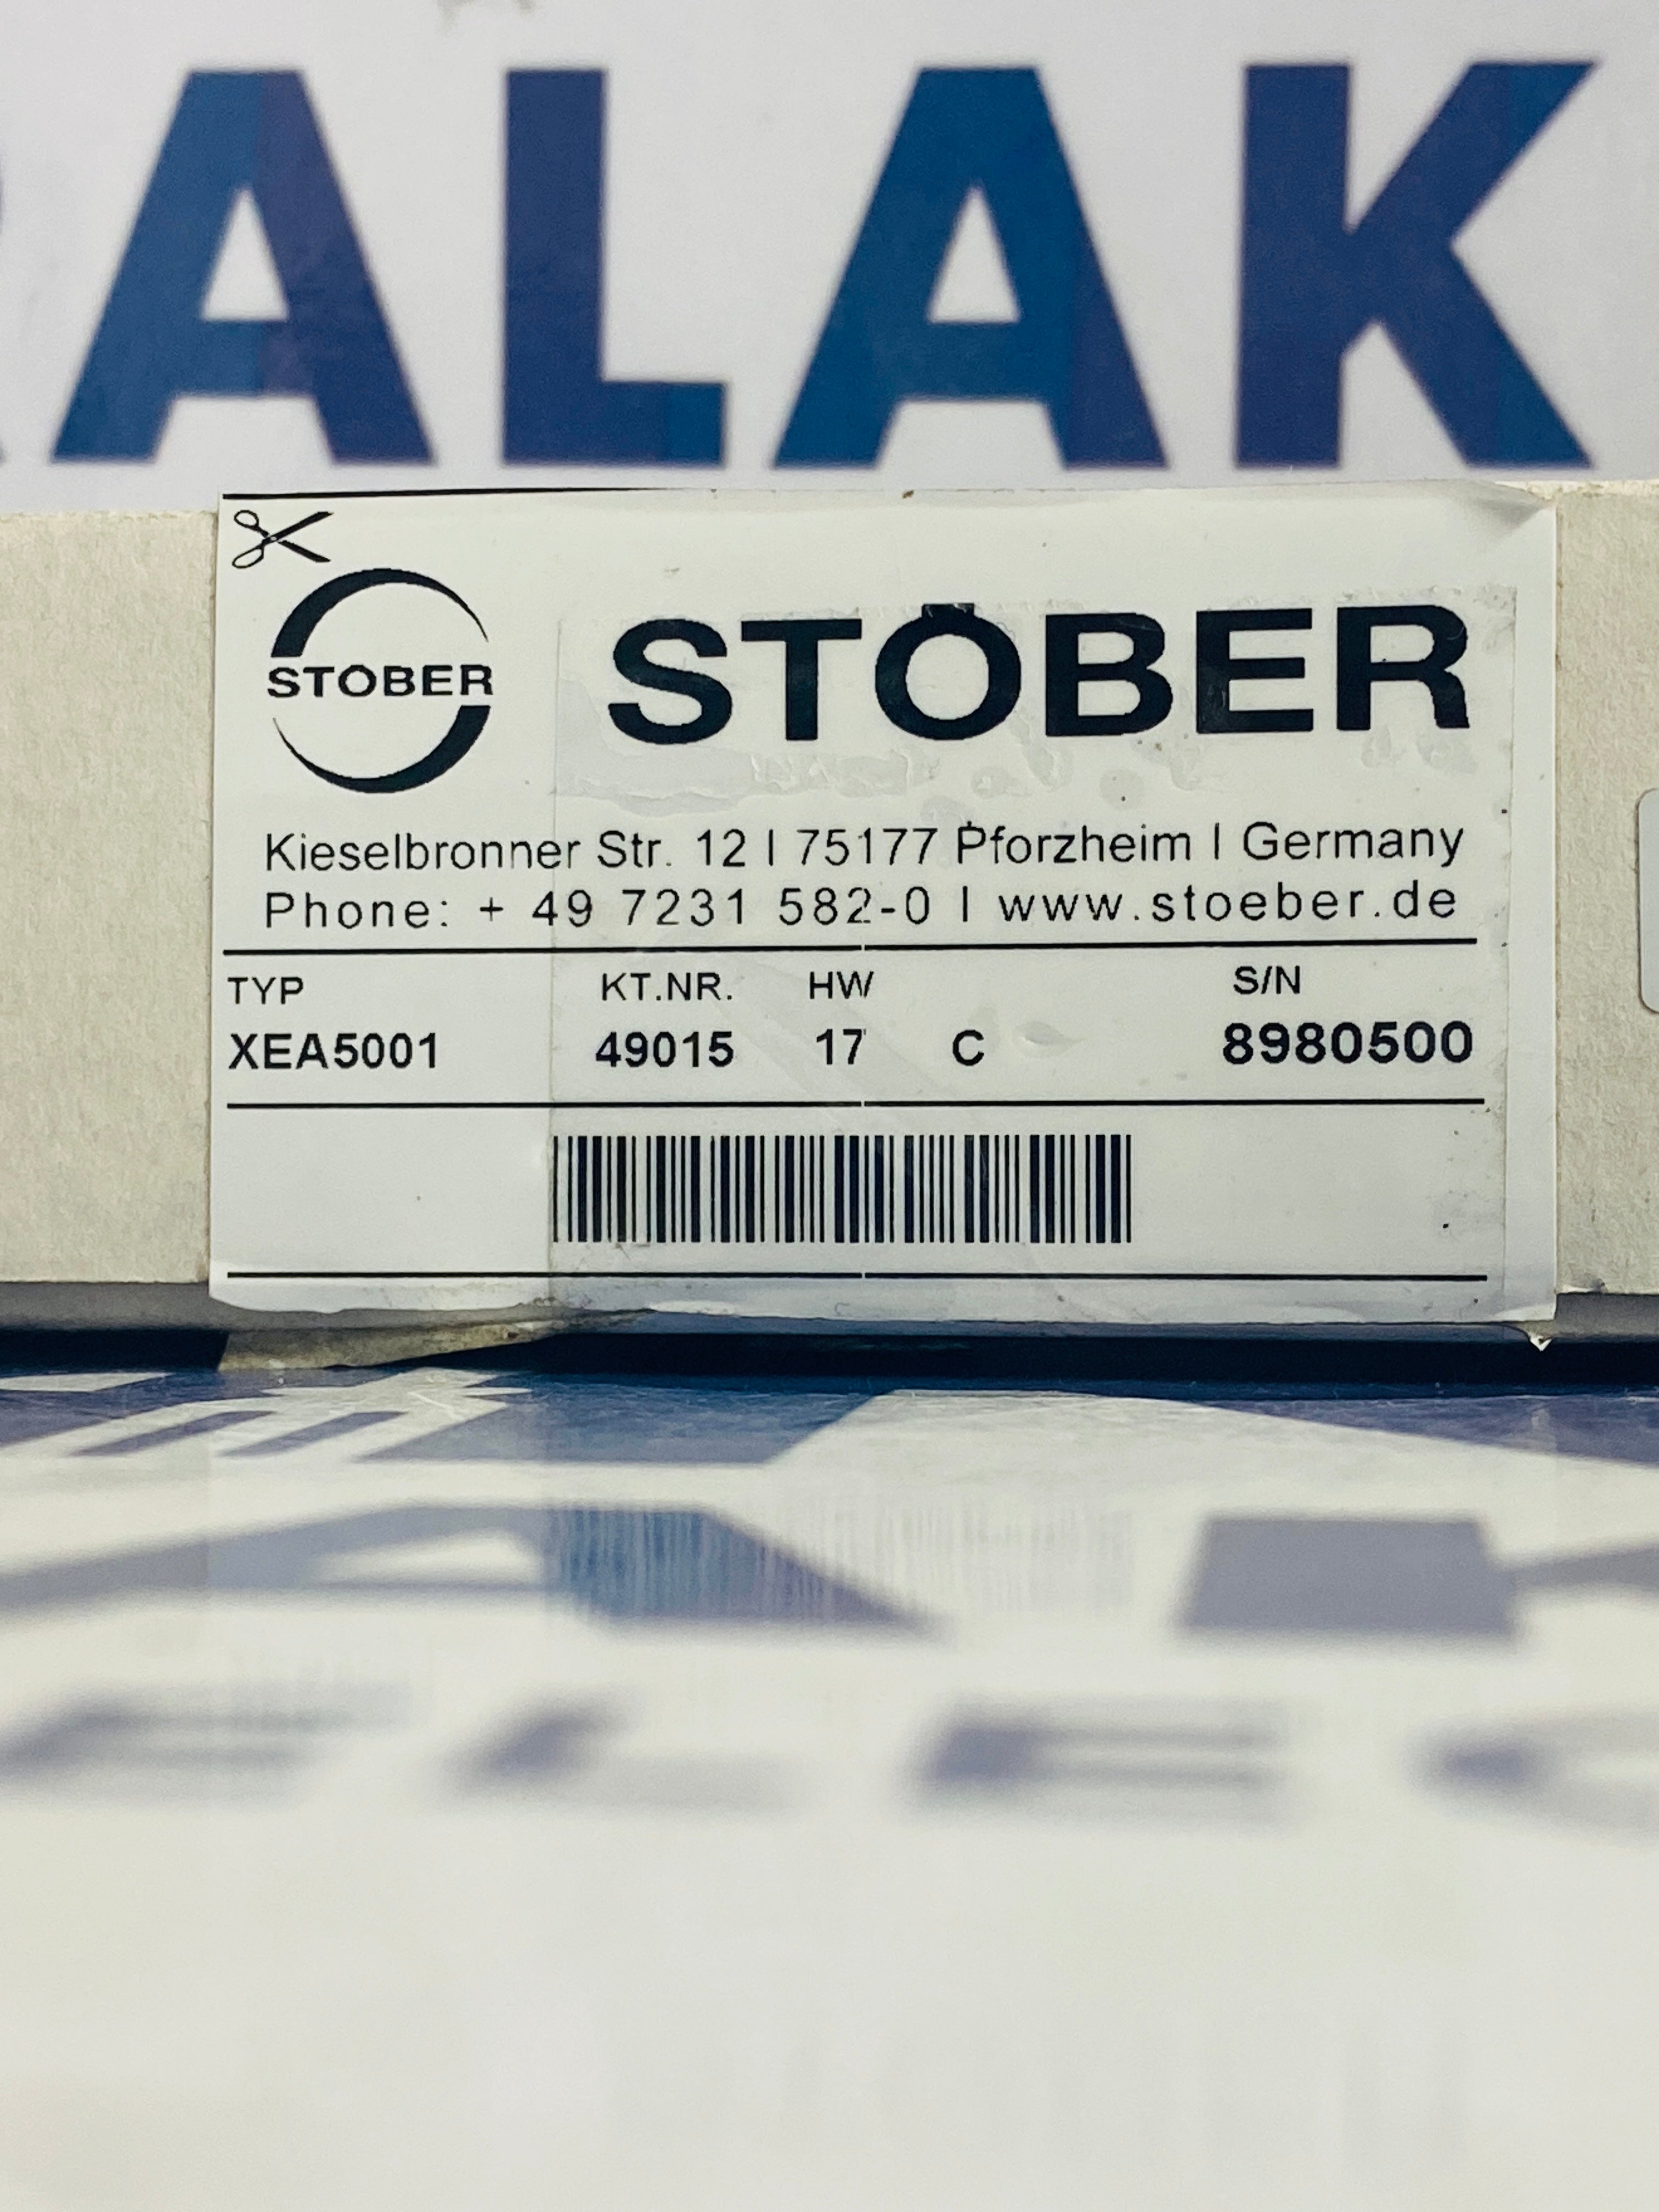 ALAK
STÖBER
STÖBER
Kieselbronner Str. 12 I 75177 Pforzheim I Germany
Phone: + 49 7231 582-0 I www.stoeber.de
TYP KT.NR. HW S/N
XEA5001 49015 17 C 8980500